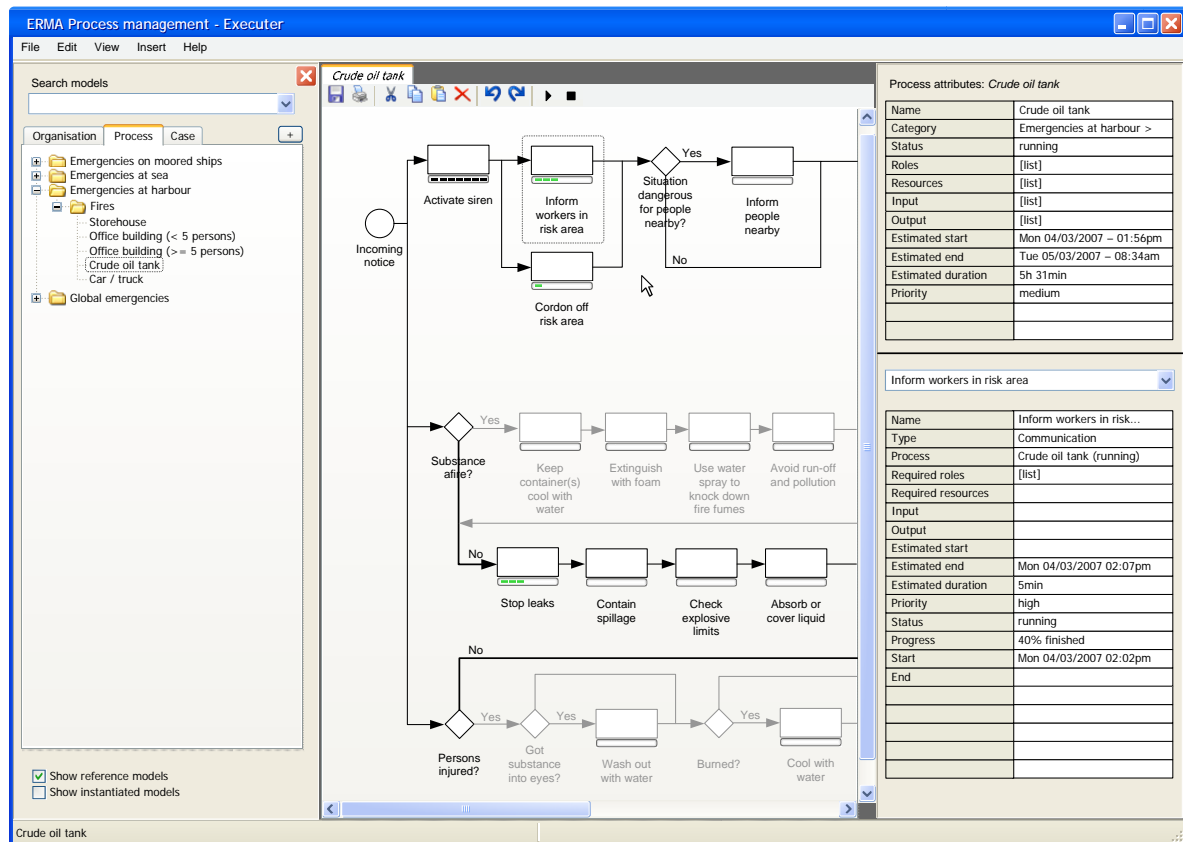 ERMA Process management - Executer
File Edit View Insert Help
Search models
Organisation Process Case +
Emergencies on moored ships
Emergencies at sea
Emergencies at harbour
Fires
Storehouse
Office building (< 5 persons)
Office building (>= 5 persons)
Crude oil tank
Car / truck
Global emergencies
Show reference models
Show instantiated models
Crude oil tank
Crude oil tank
Incoming
notice
Activate siren
Inform
workers in
risk area
Cordon off
risk area
Yes
Situation
dangerous
for people
nearby?
No
Inform
people
nearby
Substance
afire?
Yes
Keep
container(s)
cool with
water
Extinguish
with foam
Use water
spray to
knock down
fire fumes
Avoid run-off
and pollution
No
Stop leaks
Contain
spillage
Check
explosive
limits
Absorb or
cover liquid
No
Persons
injured?
Yes
Got
substance
into eyes?
Yes
Wash out
with water
Burned?
Yes
Cool with
water
Process attributes: Crude oil tank
Name Crude oil tank
Category Emergencies at harbour >
Status running
Roles [list]
Resources [list]
Input [list]
Output [list]
Estimated start Mon 04/03/2007 – 01:56pm
Estimated end Tue 05/03/2007 – 08:34am
Estimated duration 5h 31min
Priority medium
Inform workers in risk area
Name Inform workers in risk...
Type Communication
Process Crude oil tank (running)
Required roles [list]
Required resources
Input
Output
Estimated start
Estimated end Mon 04/03/2007 02:07pm
Estimated duration 5min
Priority high
Status running
Progress 40% finished
Start Mon 04/03/2007 02:02pm
End